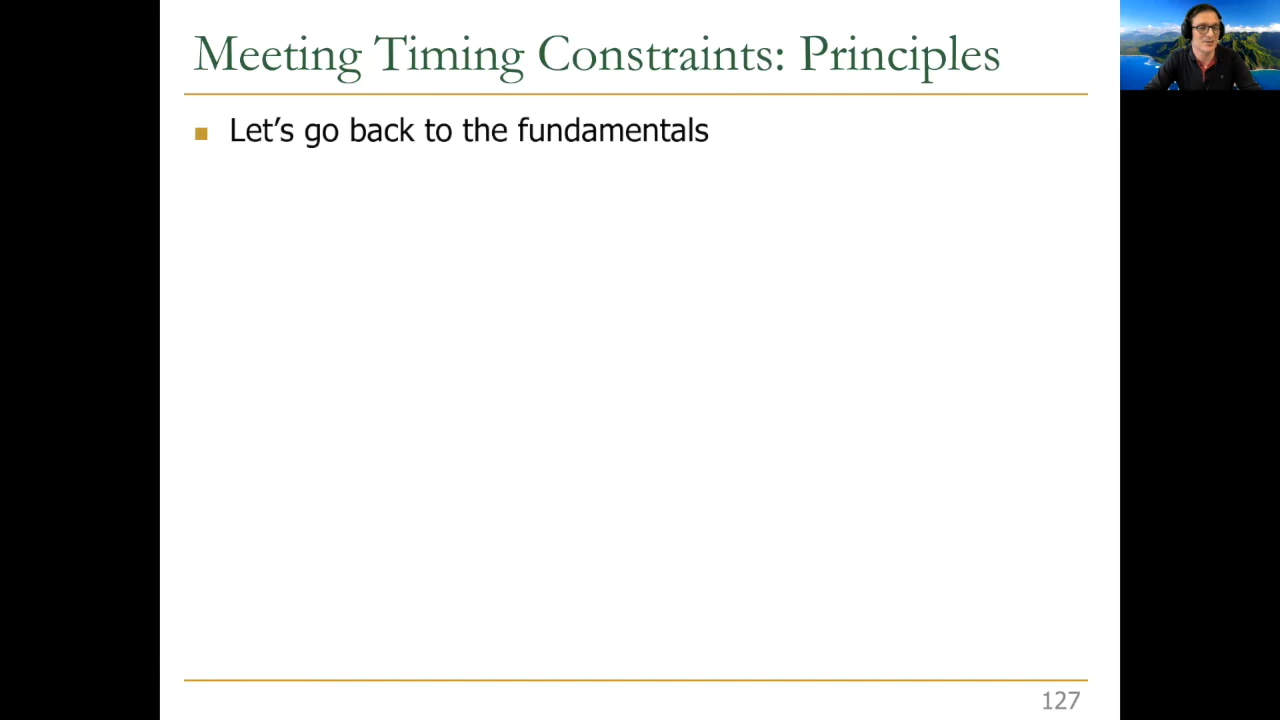 Meeting Timing Constraints: Principles
Let’s go back to the fundamentals
127